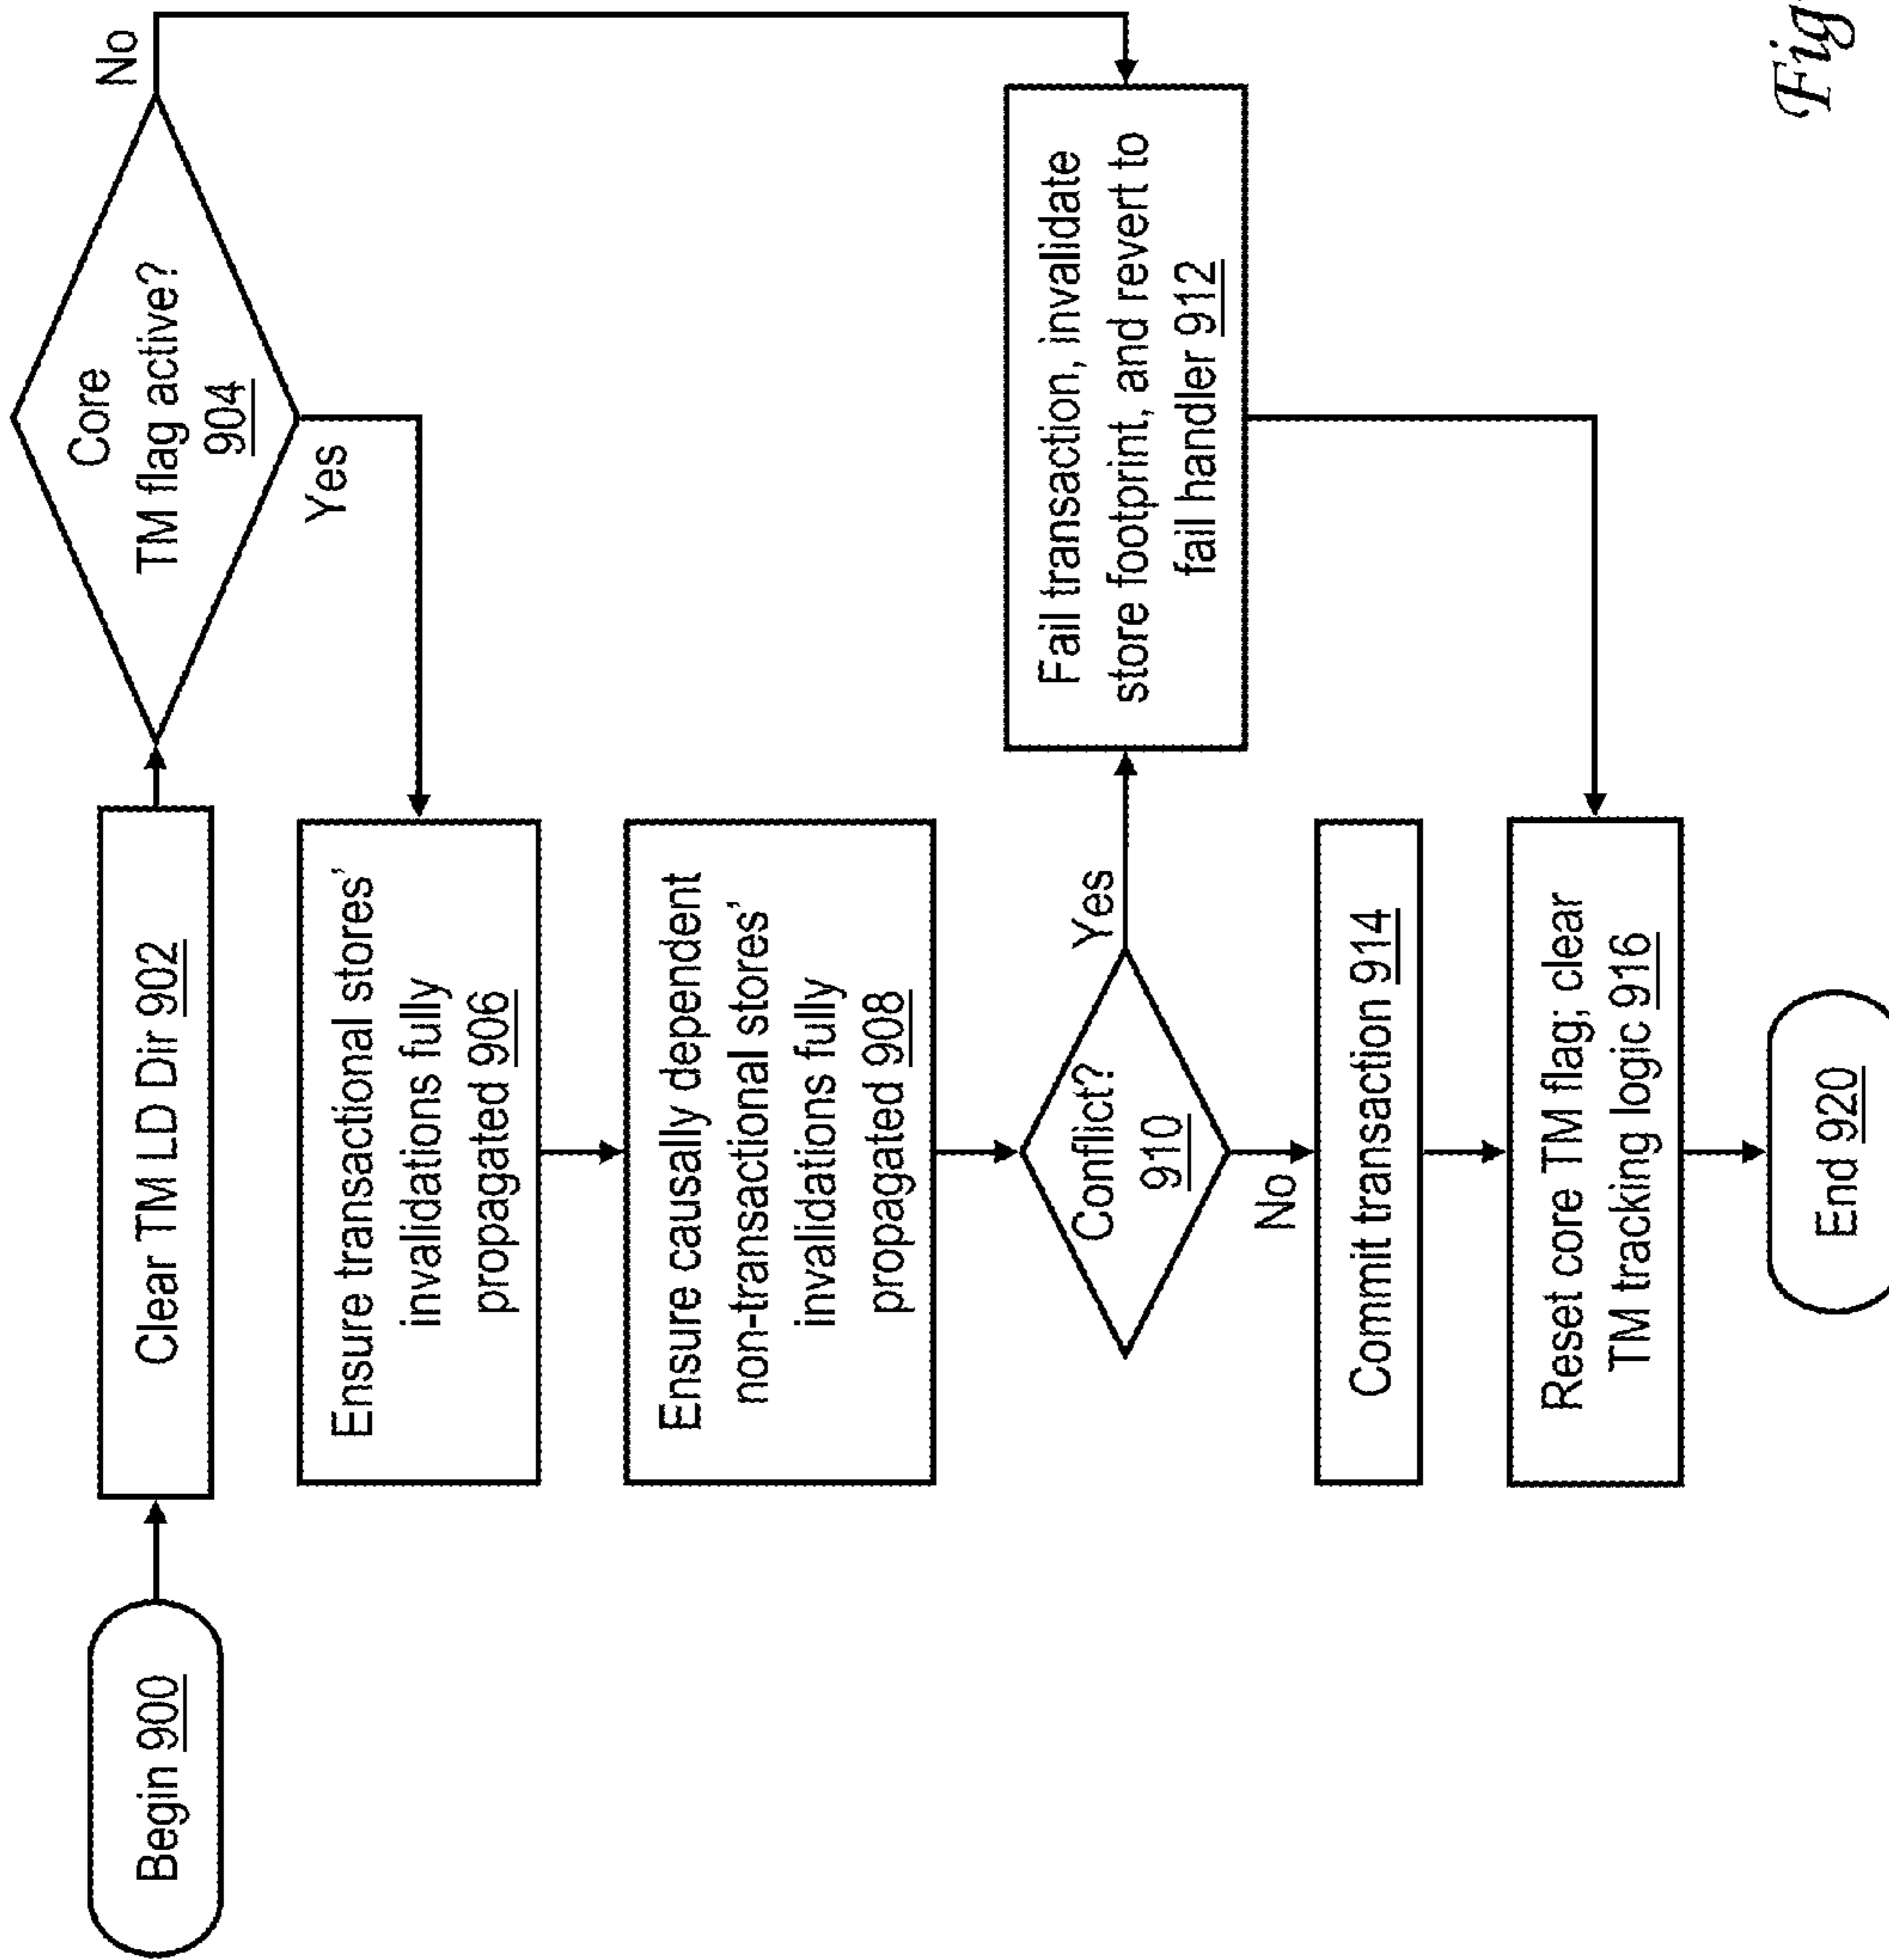 Begin 900
Clear TM LD Dir 902
Core
TM flag active?
904
No
Yes
Ensure transactional stores’
invalidations fully
propagated 906
Ensure causally dependent
non-transactional stores’
invalidations fully
propagated 908
Conflict?
910
Yes
No
Fail transaction, invalidate
store footprint, and revert to
fail handler 912
Commit transaction 914
Reset core TM flag; clear
TM tracking logic 916
End 920
Fig